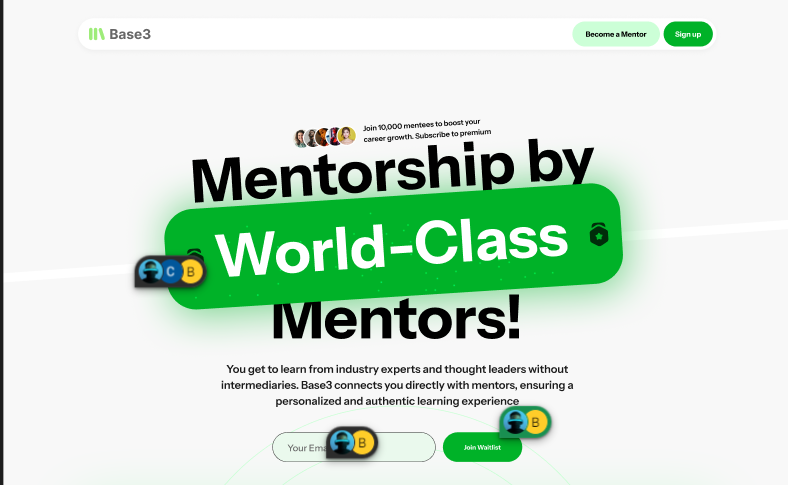 Base3
Become a Mentor
Sign up
Join 10,000 mentees to boost your
career growth. Subscribe to premium
Mentorship by
World-Class
C B
Mentors!
You get to learn from industry experts and thought leaders without
intermediaries. Base3 connects you directly with mentors, ensuring a
personalized and authentic learning experience
B
Your Ema
B
Join Waitlist